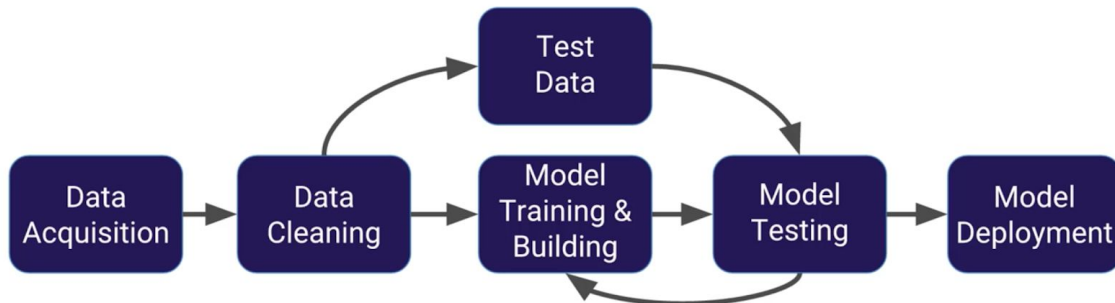 Test
Data
Data
Acquisition
Data
Cleaning
Model
Training &
Building
Model
Testing
Model
Deployment